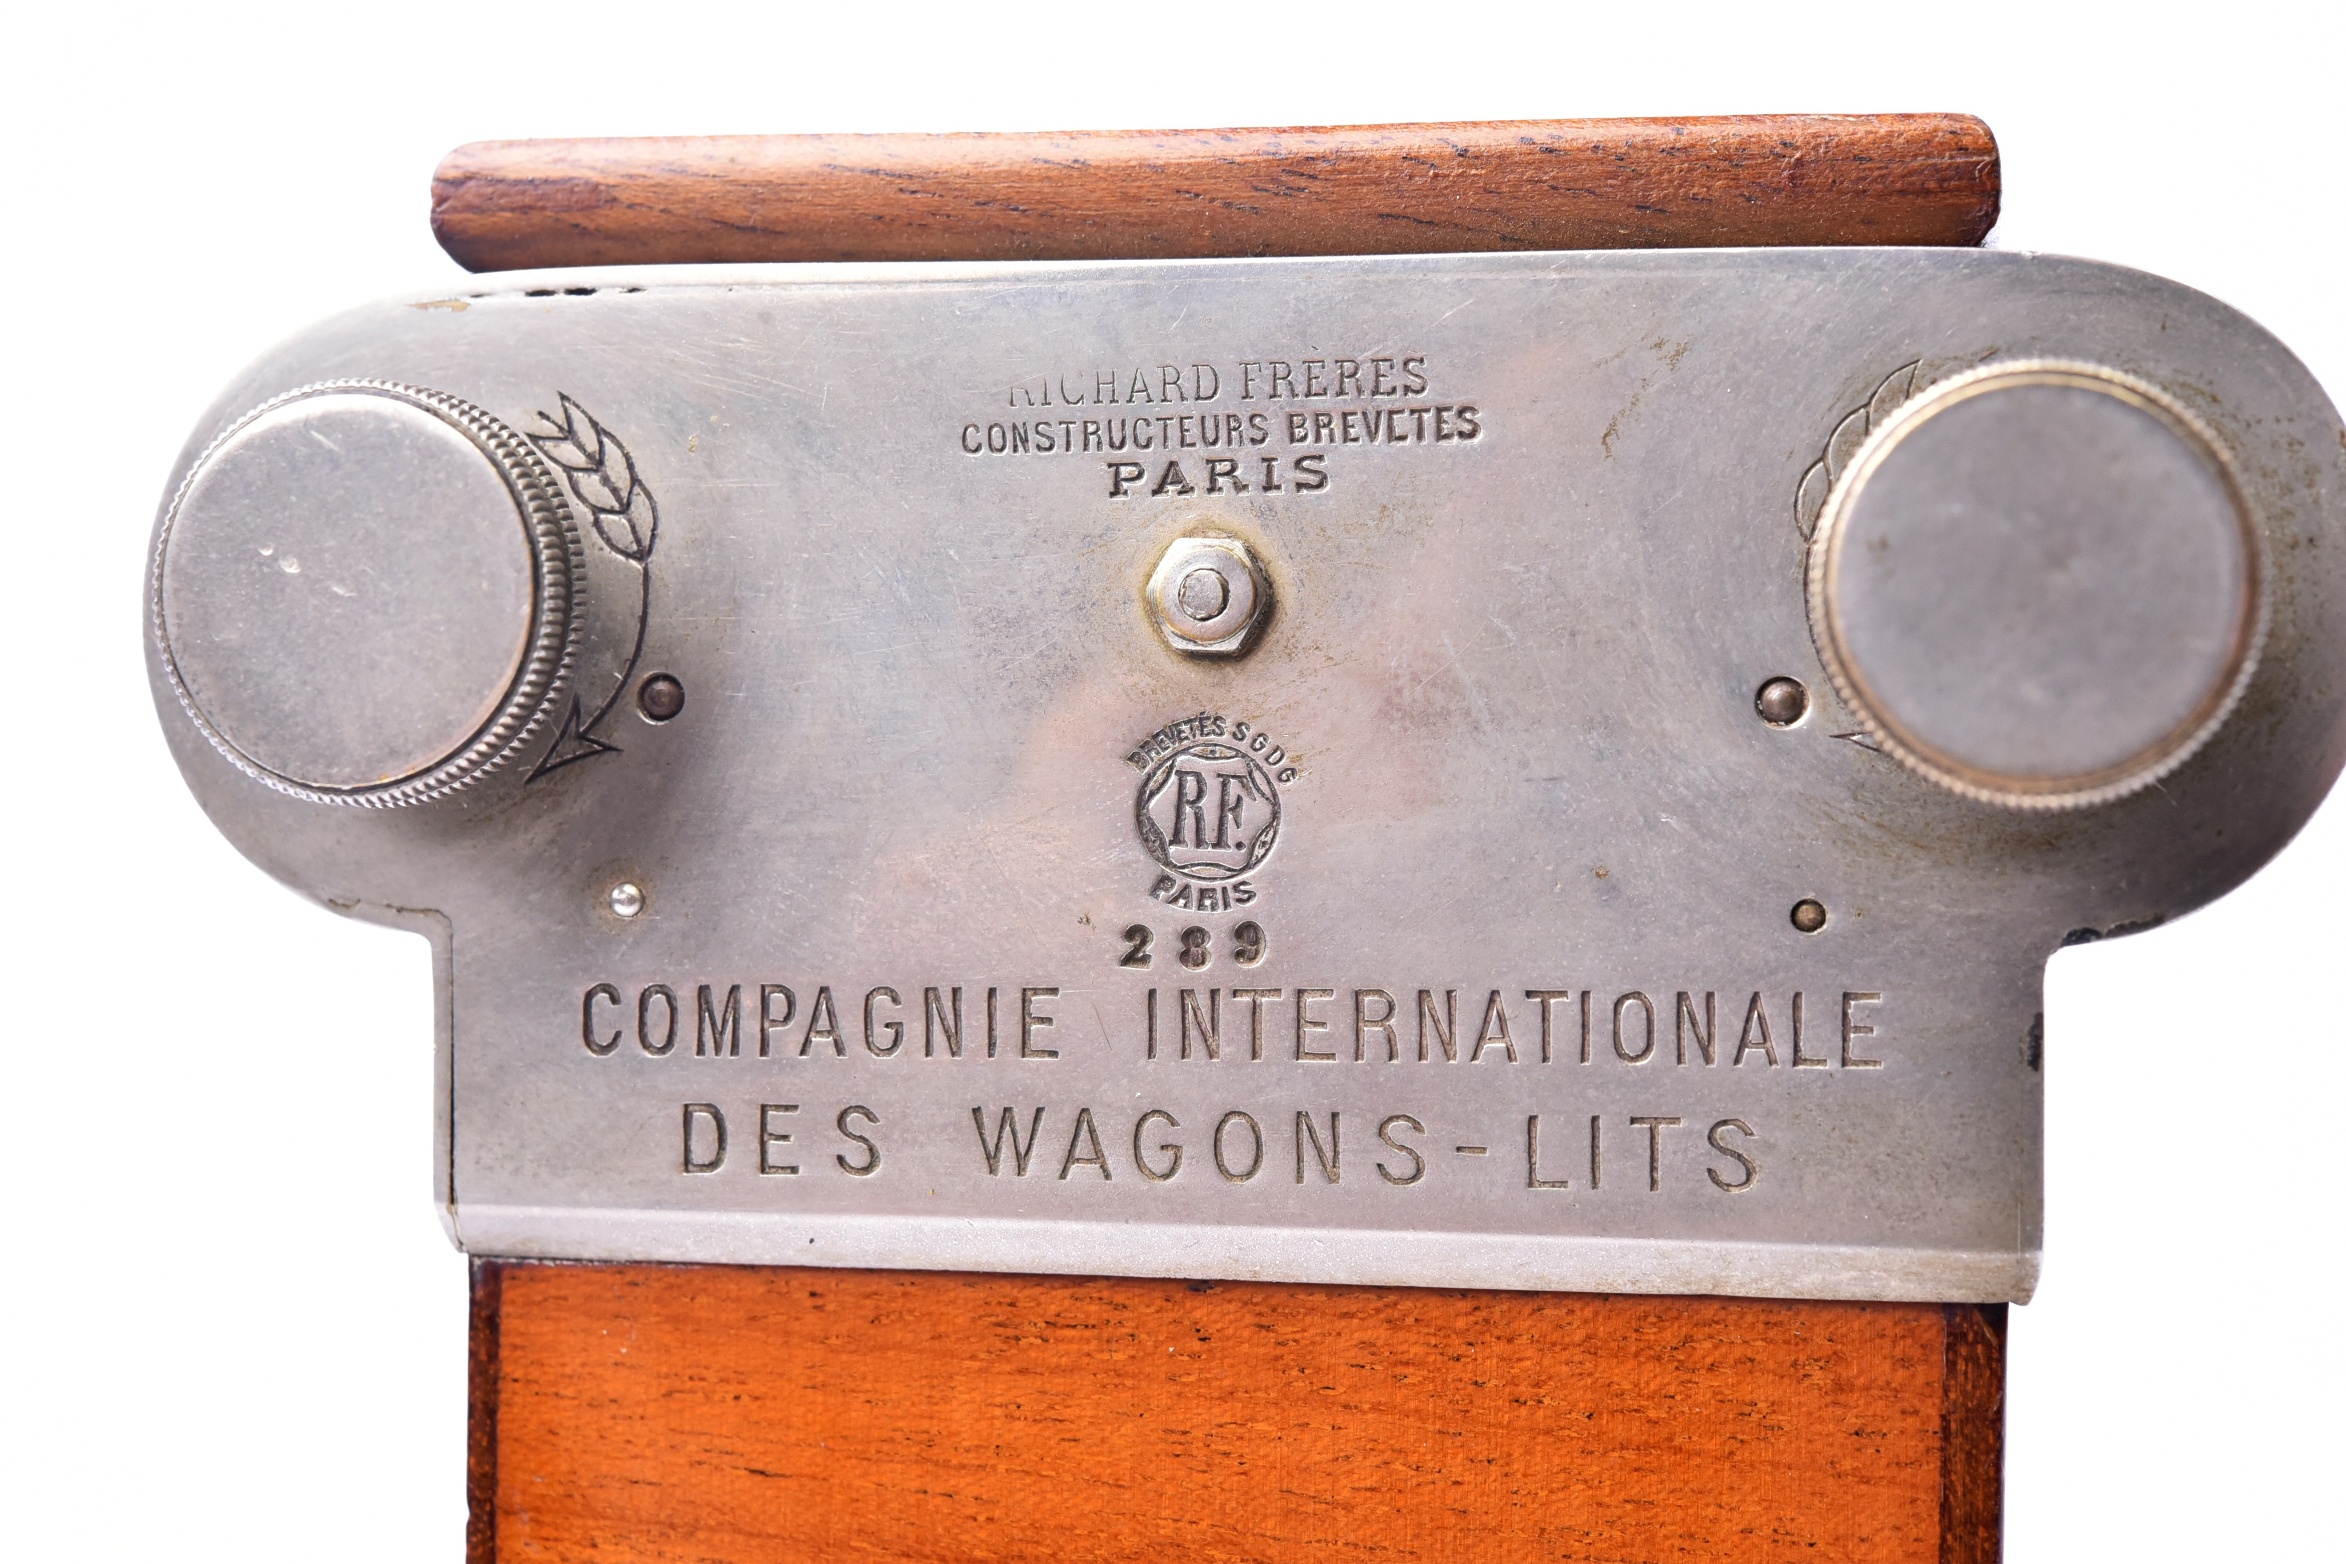 RICHARD FRERES
CONSTRUCTEURS BREVETES
PARIS
BREVETÉS S G D G
R.F.
PARIS
289
COMPAGNIE INTERNATIONALE
DES WAGONS-LITS